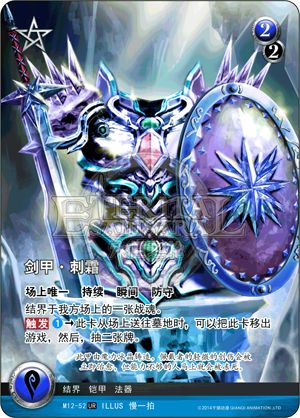 2
2
剑甲·刺霜
场上唯一 持续 瞬间 防守
结界于我方场上的一张战魂。
触发 1 → 此卡从场上送往墓地时，可以把此卡移出
游戏，然后，抽二张牌。
结界 铠甲 法器
M12-52 UR ILLUS 慢一拍